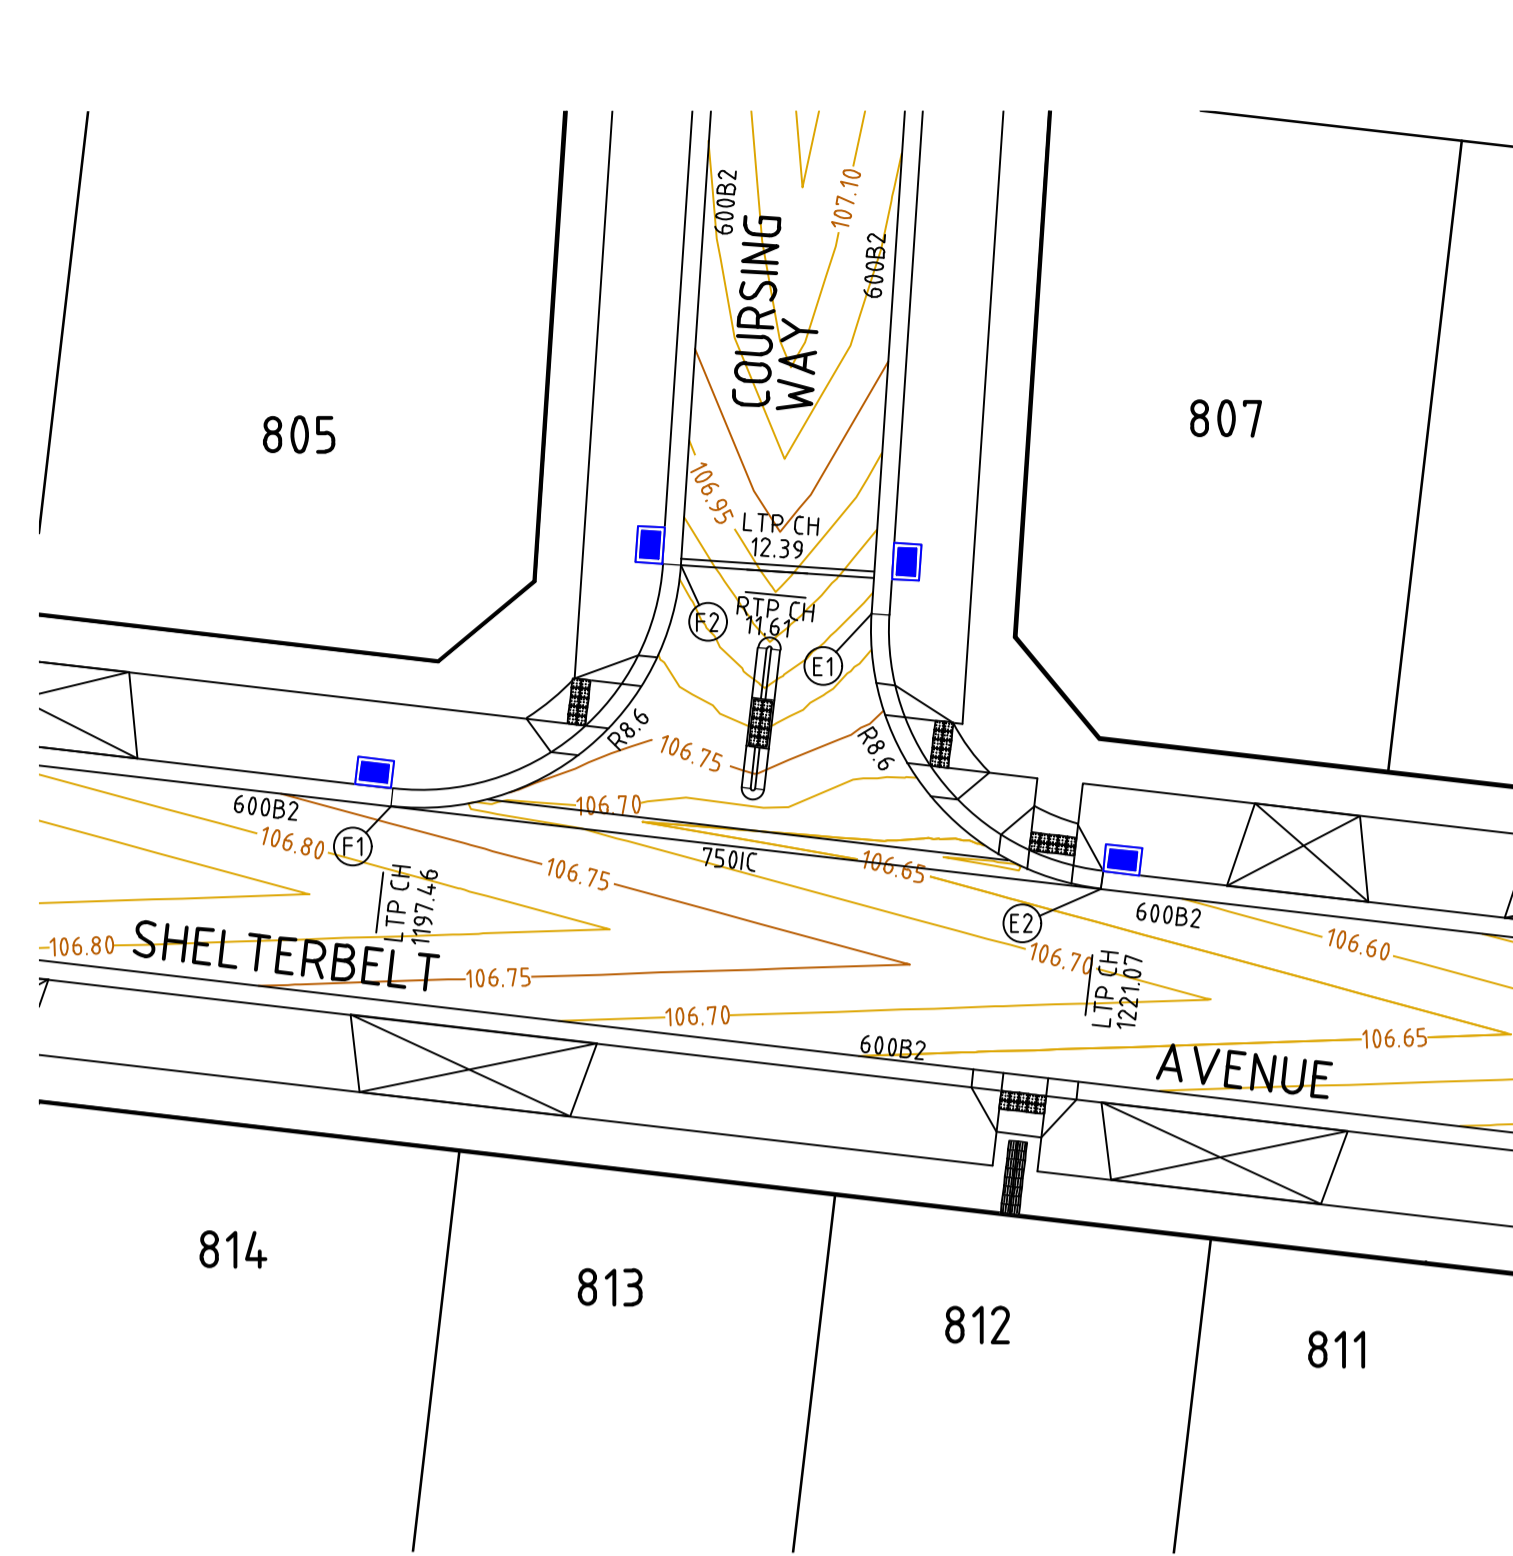 600B2
107.10
COURSING
WAY
600B2
805
807
106.95
LTP CH
12.39
RTP CH
11.61
F2
E1
R8.6
R8.6
106.75
106.70
600B2
F1
106.80
750IC
106.65
106.75
LTP CH
1197.46
E2
600B2
106.80
SHELTERBELT
106.75
106.70
106.60
LTP CH
1221.07
106.70
600B2
106.65
AVENUE
814
813
812
811